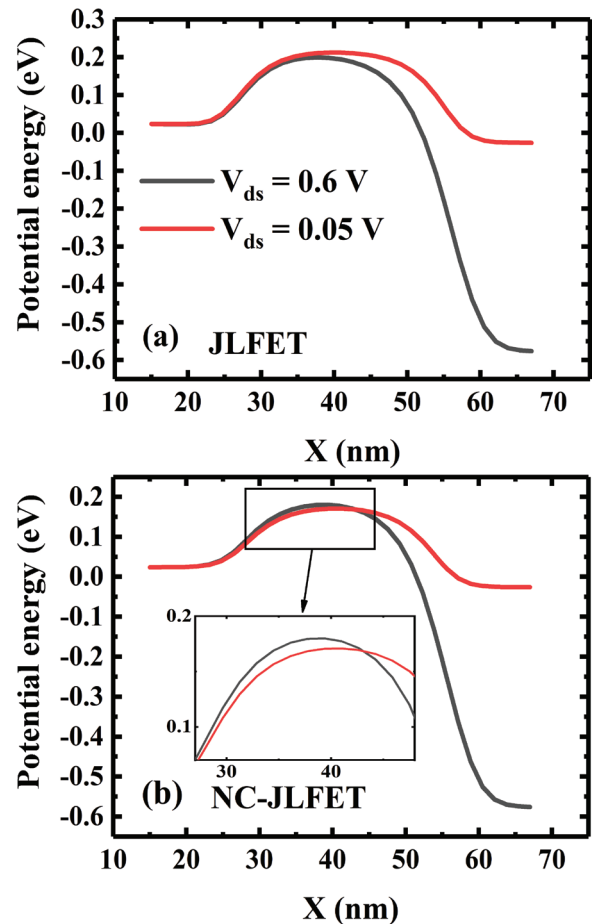 0.3
0.2
0.1
0.0
-0.1
-0.2
-0.3
-0.4
-0.5
-0.6
Potential energy (eV)
V_ds = 0.6 V
V_ds = 0.05 V
(a) JLFET
10 20 30 40 50 60 70
X (nm)
0.2
0.1
0.0
-0.1
-0.2
-0.3
-0.4
-0.5
-0.6
Potential energy (eV)
0.2
0.1
30 40
(b) NC-JLFET
10 20 30 40 50 60 70
X (nm)